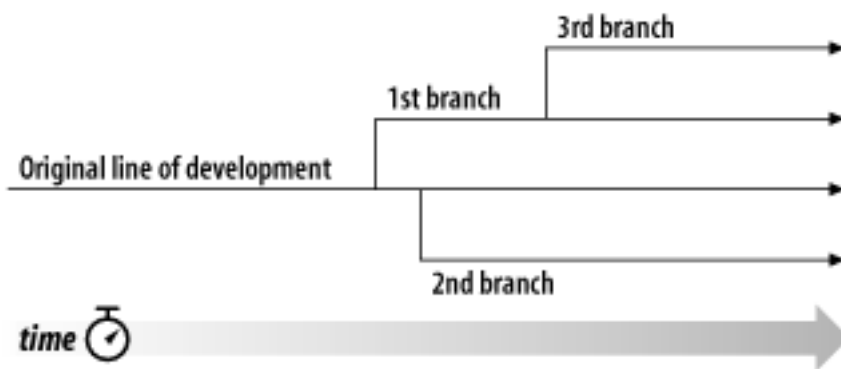 3rd branch
1st branch
Original line of development
2nd branch
time